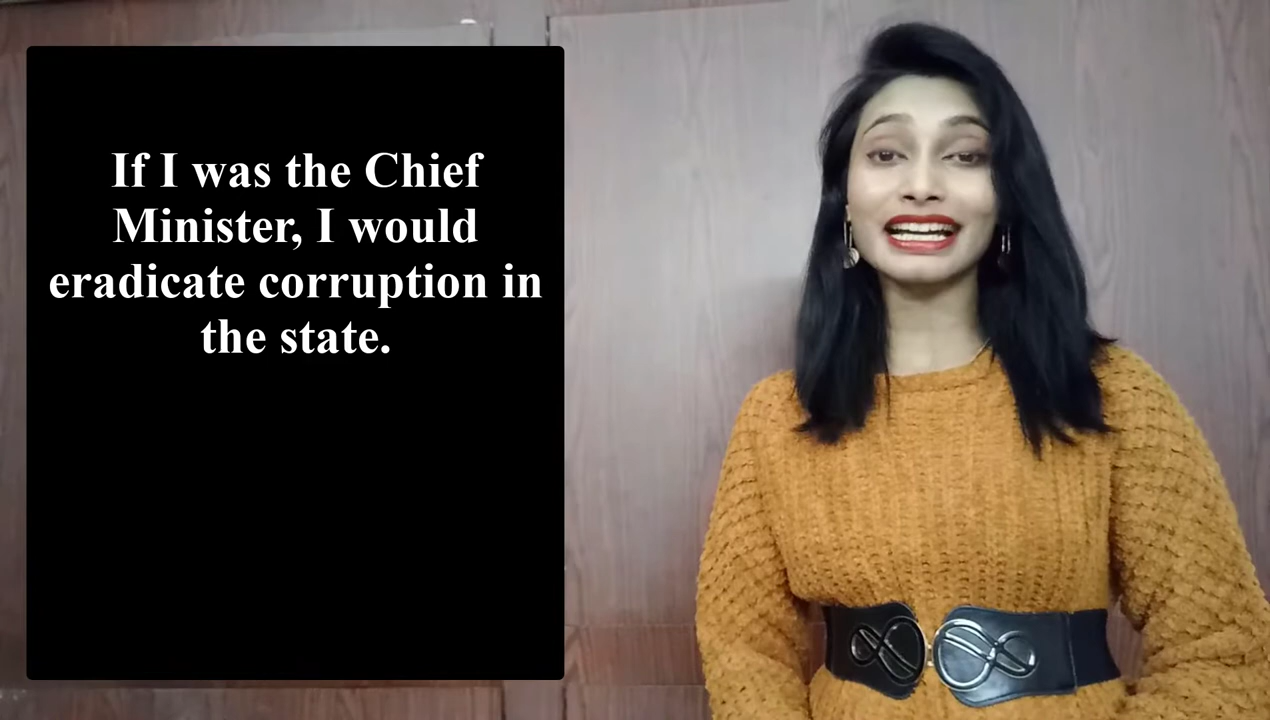 If I was the Chief
Minister, I would
eradicate corruption in
the state.